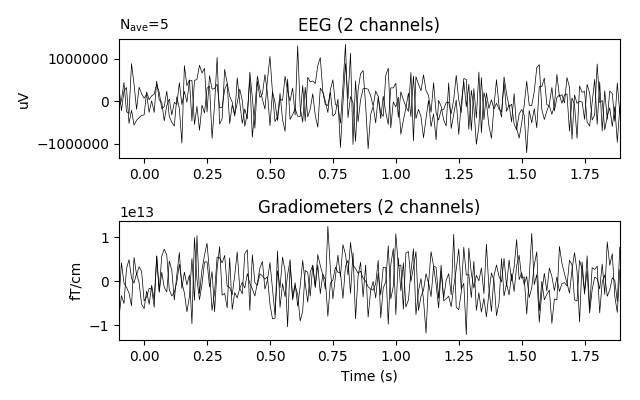 N_ave=5
EEG (2 channels)
1000000
0
−1000000
uV
0.00 0.25 0.50 0.75 1.00 1.25 1.50 1.75
1e13
Gradiometers (2 channels)
1
0
−1
fT/cm
0.00 0.25 0.50 0.75 1.00 1.25 1.50 1.75
Time (s)